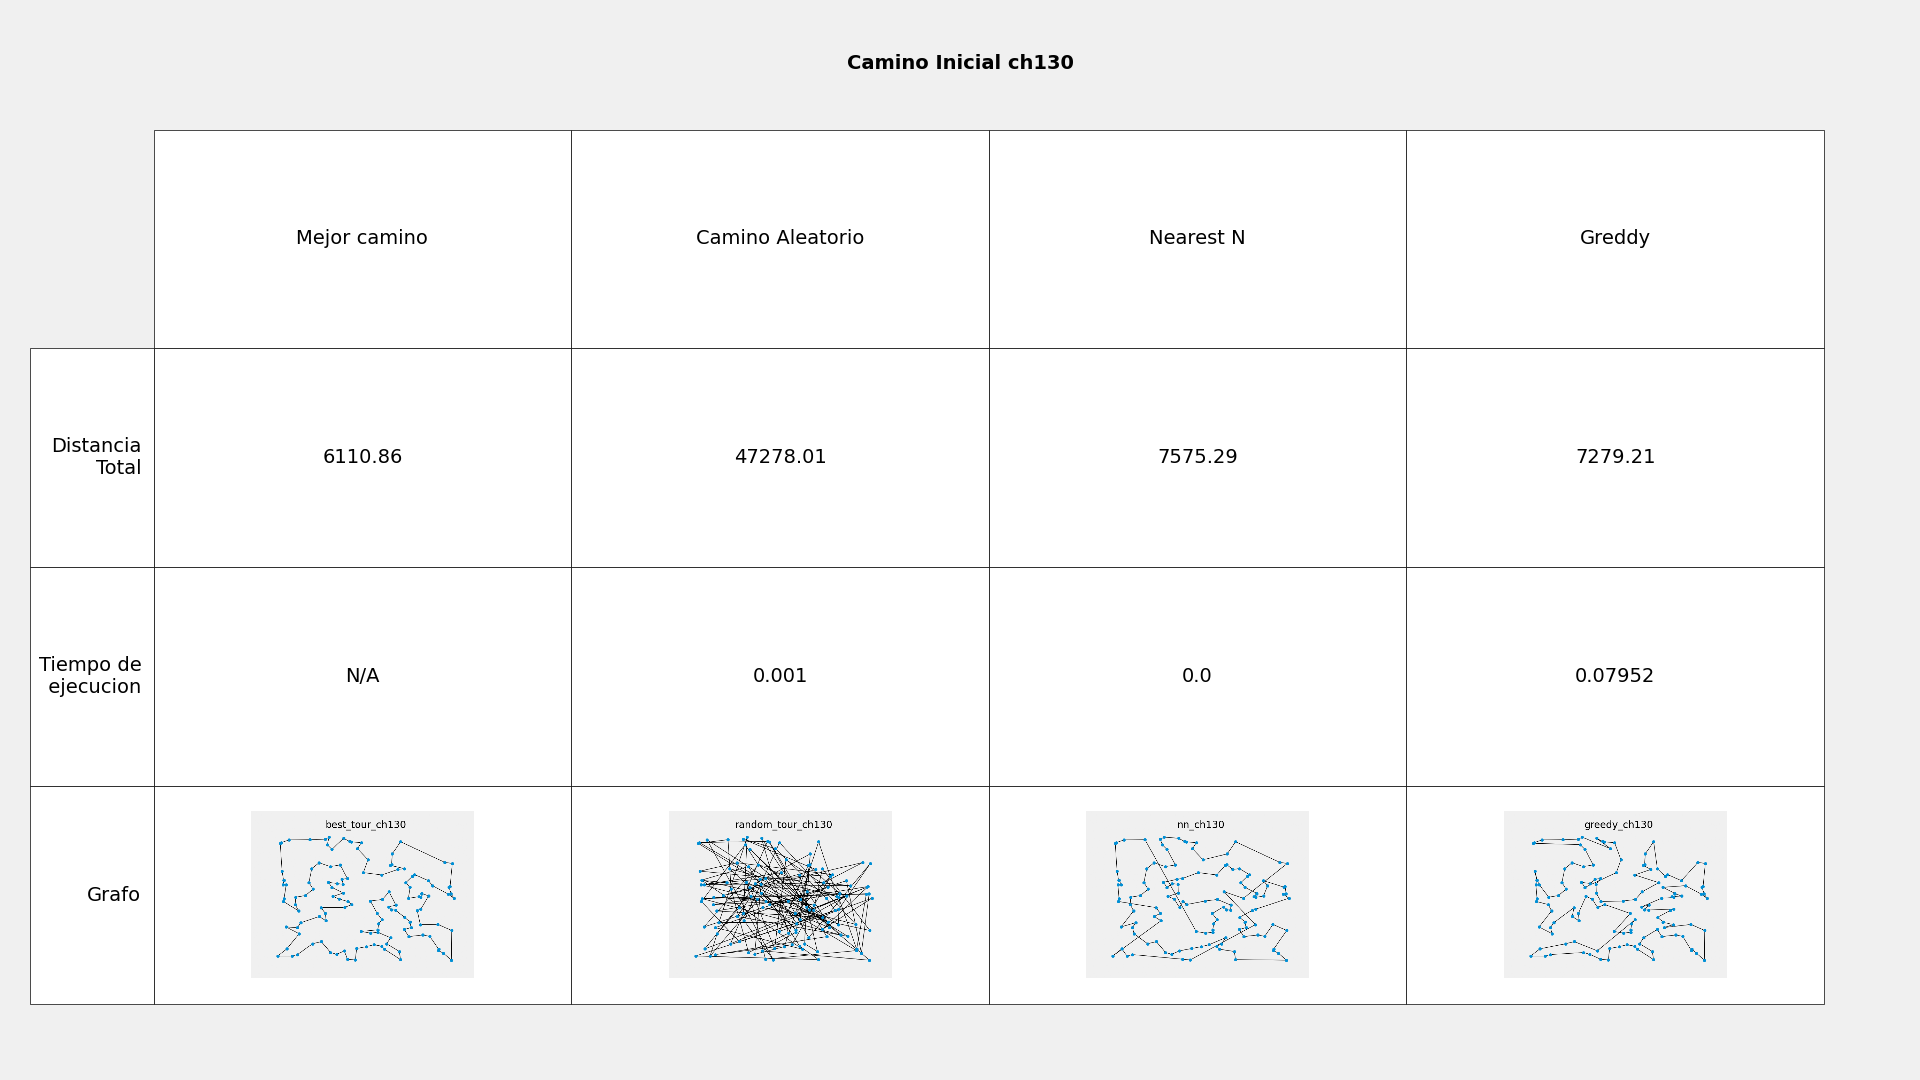 Camino Inicial ch130
Mejor camino
Camino Aleatorio
Nearest N
Greddy
Distancia
Total
6110.86
47278.01
7575.29
7279.21
Tiempo de
ejecucion
N/A
0.001
0.0
0.07952
Grafo
best_tour_ch130
random_tour_ch130
nn_ch130
greedy_ch130